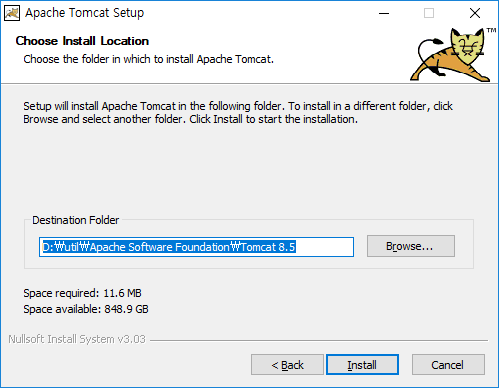 Apache Tomcat Setup
Choose Install Location
Choose the folder in which to install Apache Tomcat.
TM
Setup will install Apache Tomcat in the following folder. To install in a different folder, click
Browse and select another folder. Click Install to start the installation.
Destination Folder
D:₩util₩Apache Software Foundation₩Tomcat 8.5
Browse...
Space required: 11.6 MB
Space available: 848.9 GB
Nullsoft Install System v3.03
< Back
Install
Cancel